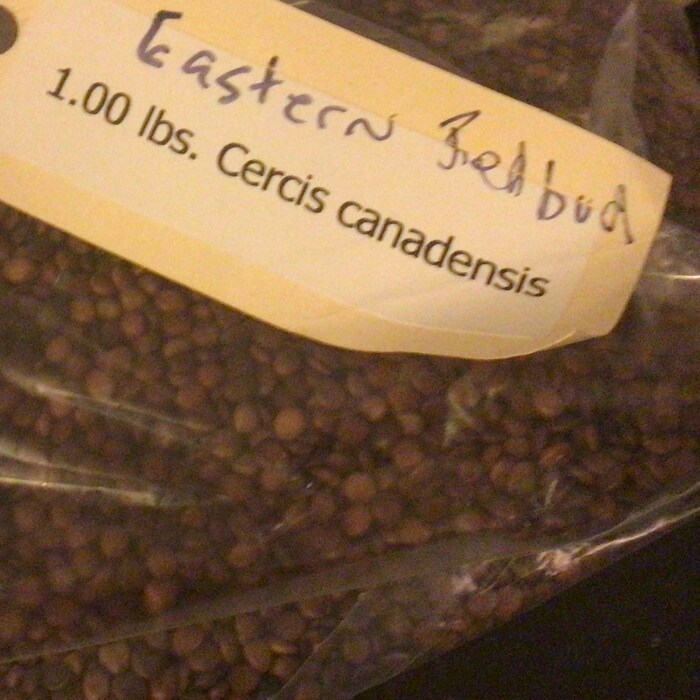 Eastern Redbud
1.00 lbs. Cercis canadensis